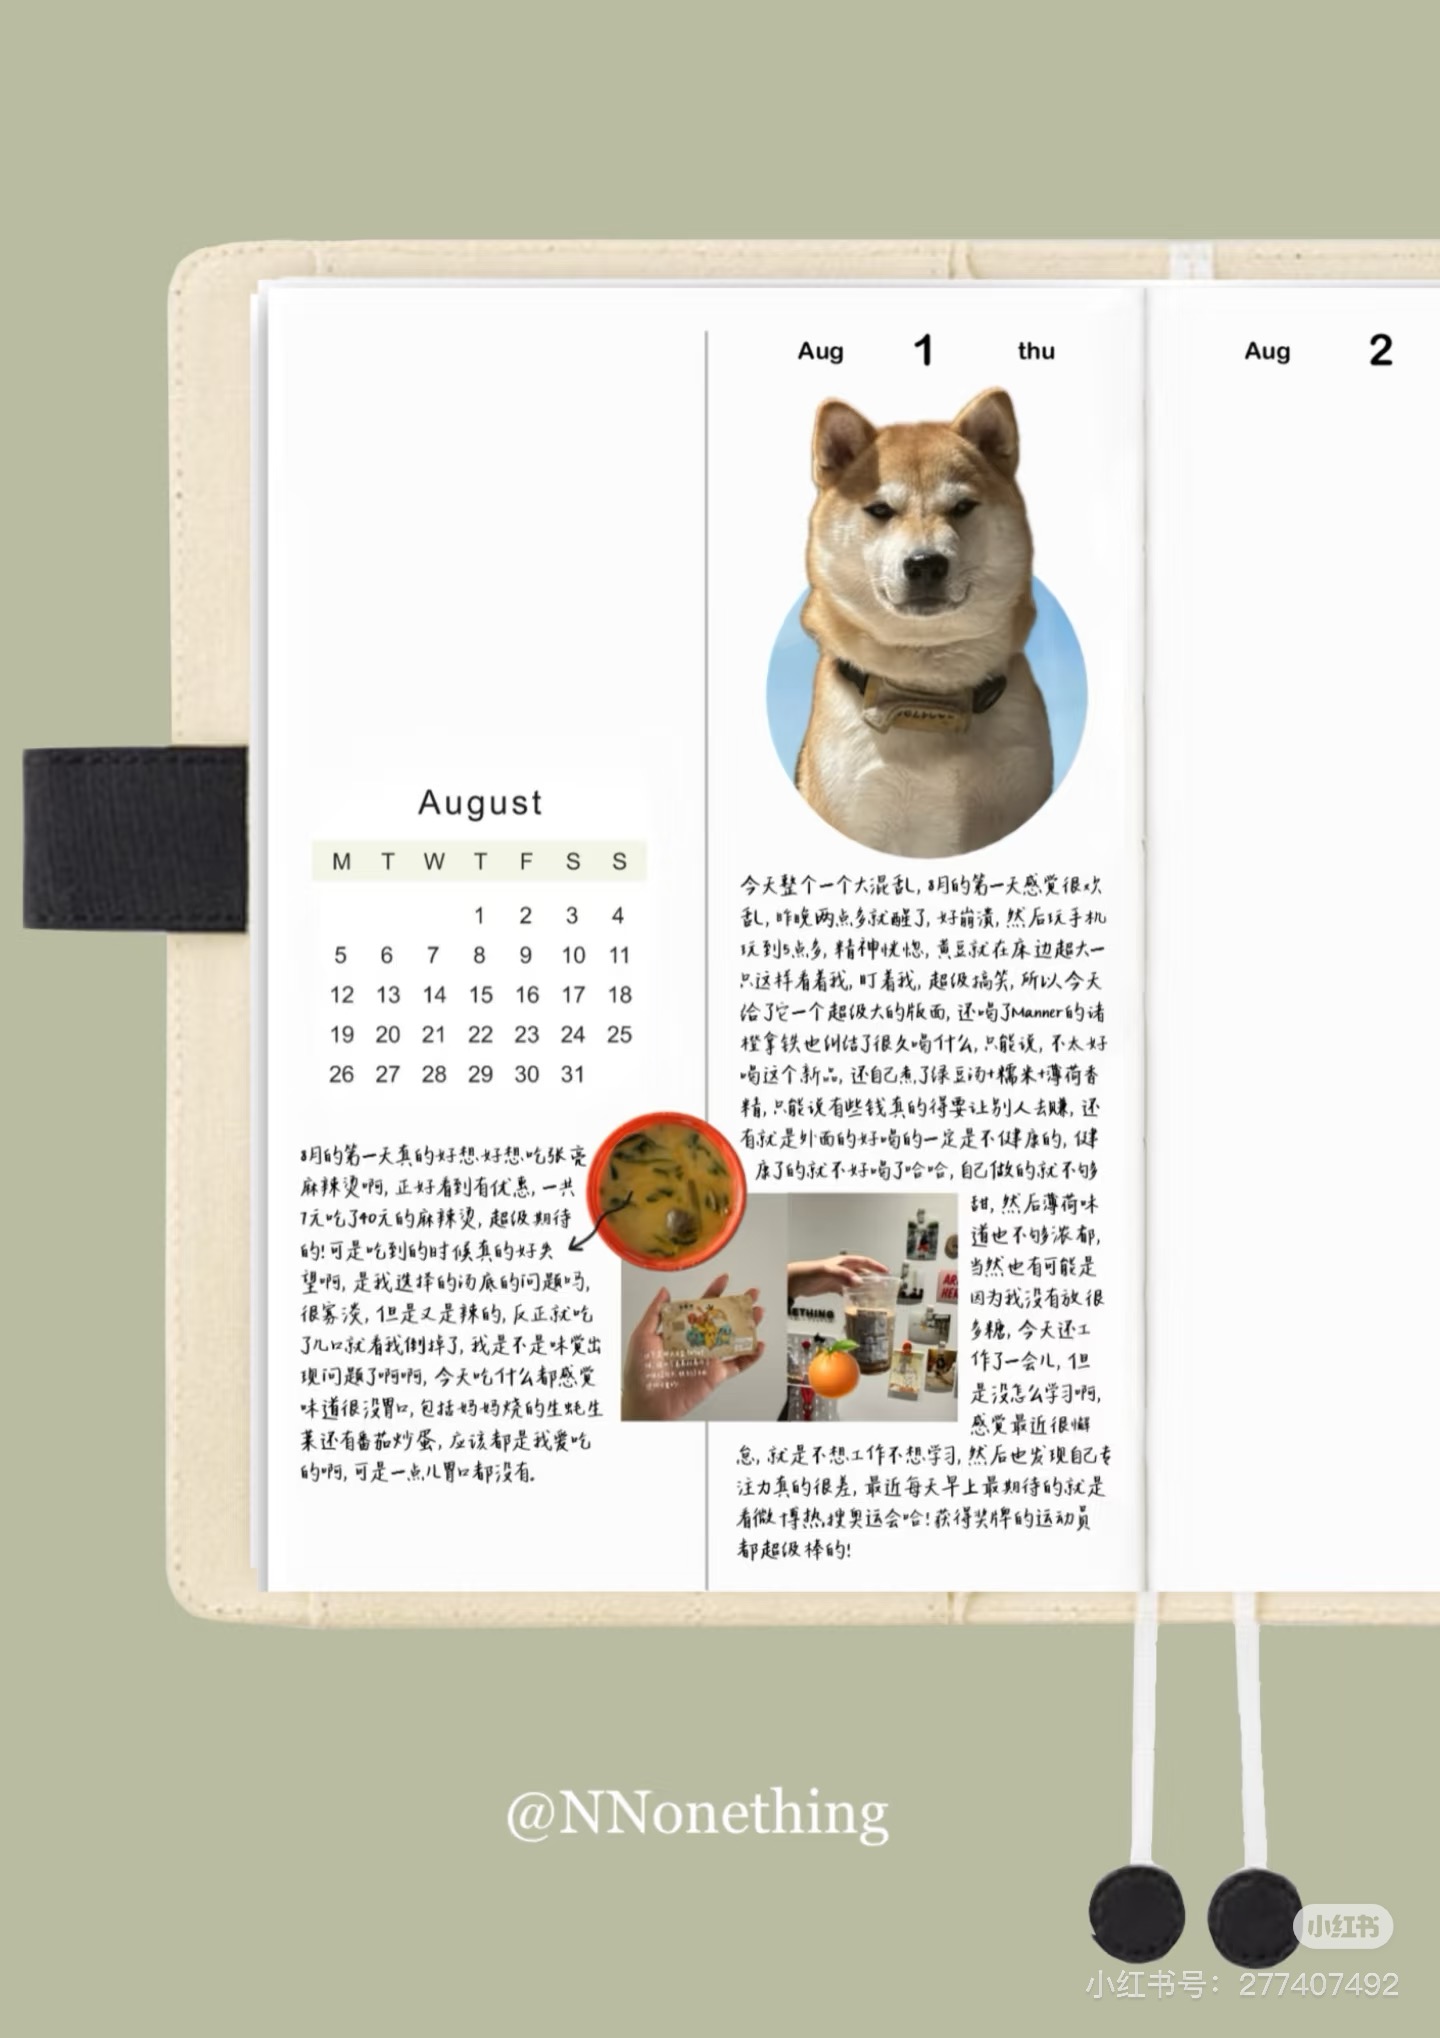 August
M T W T F S S
1 2 3 4
5 6 7 8 9 10 11
12 13 14 15 16 17 18
19 20 21 22 23 24 25
26 27 28 29 30 31
8月的第一天真的好想好想吃张亮
麻辣烫啊,正好看到有优惠,一共
7元吃了40元的麻辣烫,超级期待
的!可是吃到的时候真的好失
望啊,是我选择的汤底的问题吗,
很寡淡,但是又是辣的,反正就吃
了几口就看我倒掉了,我是不是味觉出
现问题了啊啊,今天吃什么都感觉
味道很没胃口,包括妈妈烧的生蚝生
菜还有番茄炒蛋,应该都是我爱吃
的啊,可是一点儿胃口都没有。
Aug 1 thu
今天整个一个大混乱,8月的第一天感觉很欢
乱,昨晚两点多就醒了,好崩溃,然后玩手机
玩到5点多,精神恍惚,黄豆就在床边超大一
只这样看着我,盯着我,超级搞笑,所以今天
给了它一个超级大的版面,还喝了Manner的诸
橙拿铁也纠结了很久喝什么,只能说,不太好
喝这个新品,还自己煮了绿豆汤+糯米+薄荷香
精,只能说有些钱真的得要让别人去赚,还
有就是外面的好喝的一定是不健康的,健
康了的就不好喝了哈哈,自己做的就不够
甜,然后薄荷味
道也不够浓郁,
当然也有可能是
因为我没有放很
多糖,今天还工
作了一会儿,但
是没怎么学习啊,
感觉最近很懈
怠,就是不想工作不想学习,然后也发现自己专
注力真的很差,最近每天早上最期待的就是
看微博热搜奥运会哈!获得奖牌的运动员
都超级棒的!
ETHING
Aug 2
@NNonething
小红书
小红书号:277407492